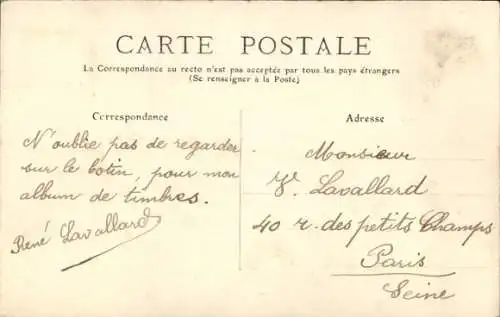 CARTE POSTALE
La Correspondance au recto n'est pas acceptée par tous les pays étrangers
(Se renseigner à la Poste)
Correspondance
N'oublie pas de regarder
sur le botin, pour mon
album de timbres.
René Lavallard
Adresse
Monsieur
V. Lavallard
40 r. des petits Champs
Paris
Seine